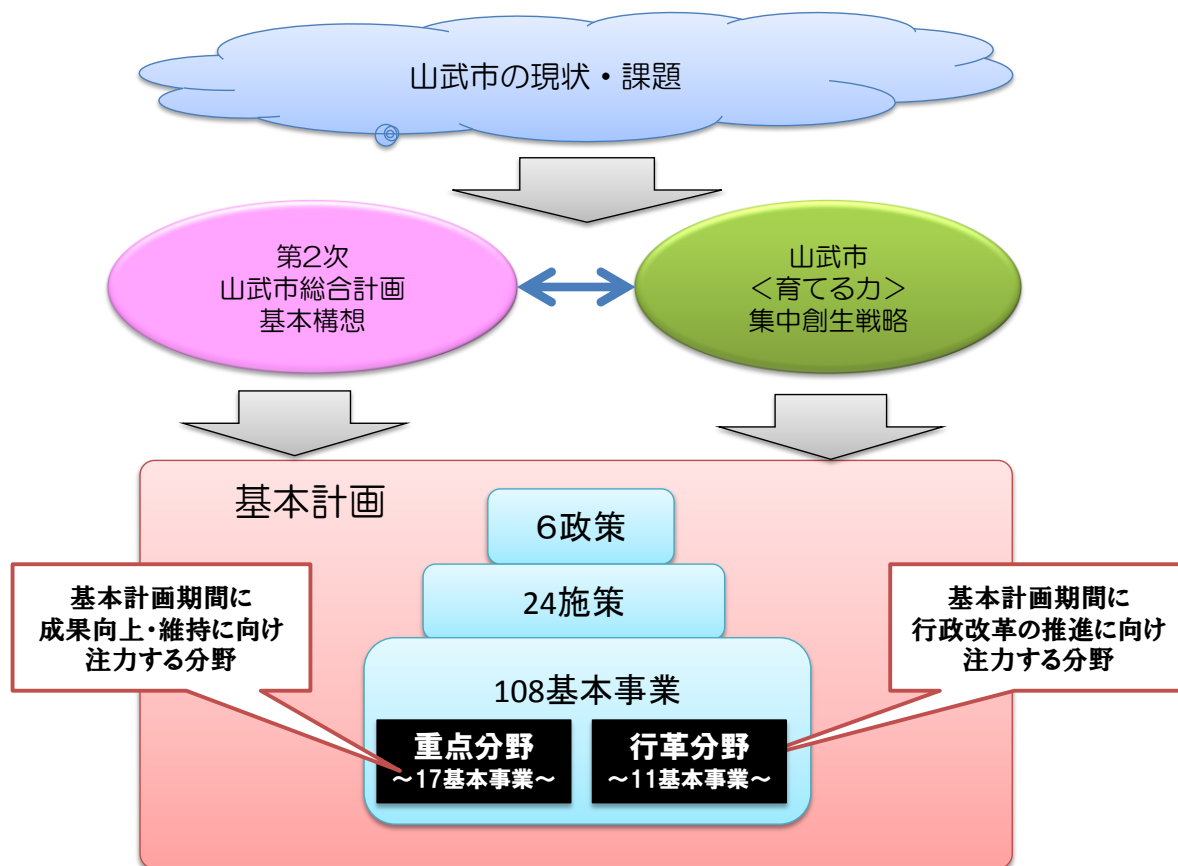 山武市の現状・課題
第2次
山武市総合計画
基本構想
山武市
＜育てる力＞
集中創生戦略
基本計画
６政策
24施策
基本計画期間に
成果向上・維持に向け
注力する分野
基本計画期間に
行政改革の推進に向け
注力する分野
108基本事業
重点分野
～17基本事業～
行革分野
～11基本事業～